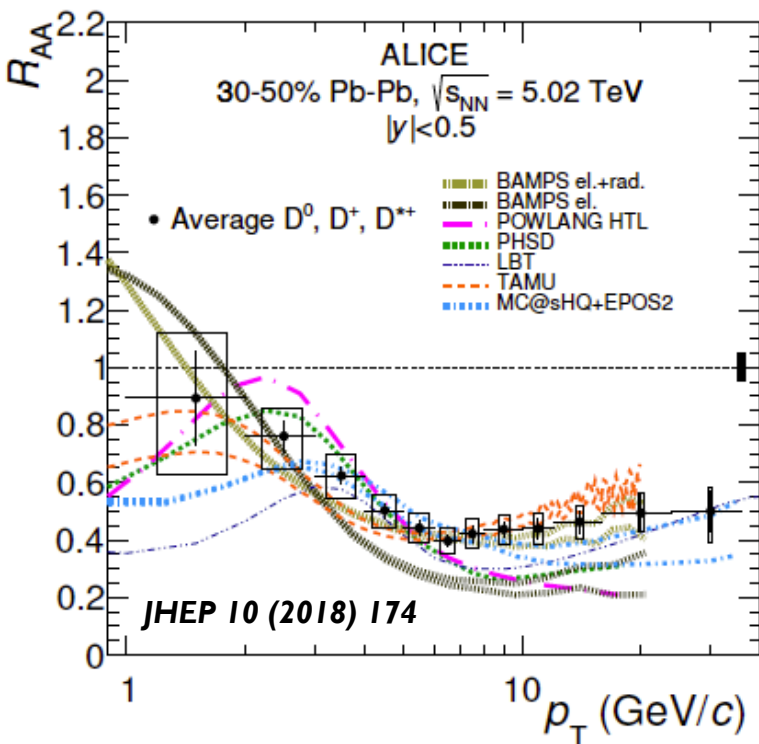 R_AA
2.2
2
1.8
1.6
1.4
1.2
1
0.8
0.6
0.4
0.2
0
ALICE
30-50% Pb-Pb, √s_NN = 5.02 TeV
|y|<0.5
Average D⁰, D⁺, D*⁺
BAMPS el.+rad.
BAMPS el.
POWLANG HTL
PHSD
LBT
TAMU
MC@sHQ+EPOS2
JHEP 10 (2018) 174
1
10
p_T (GeV/c)